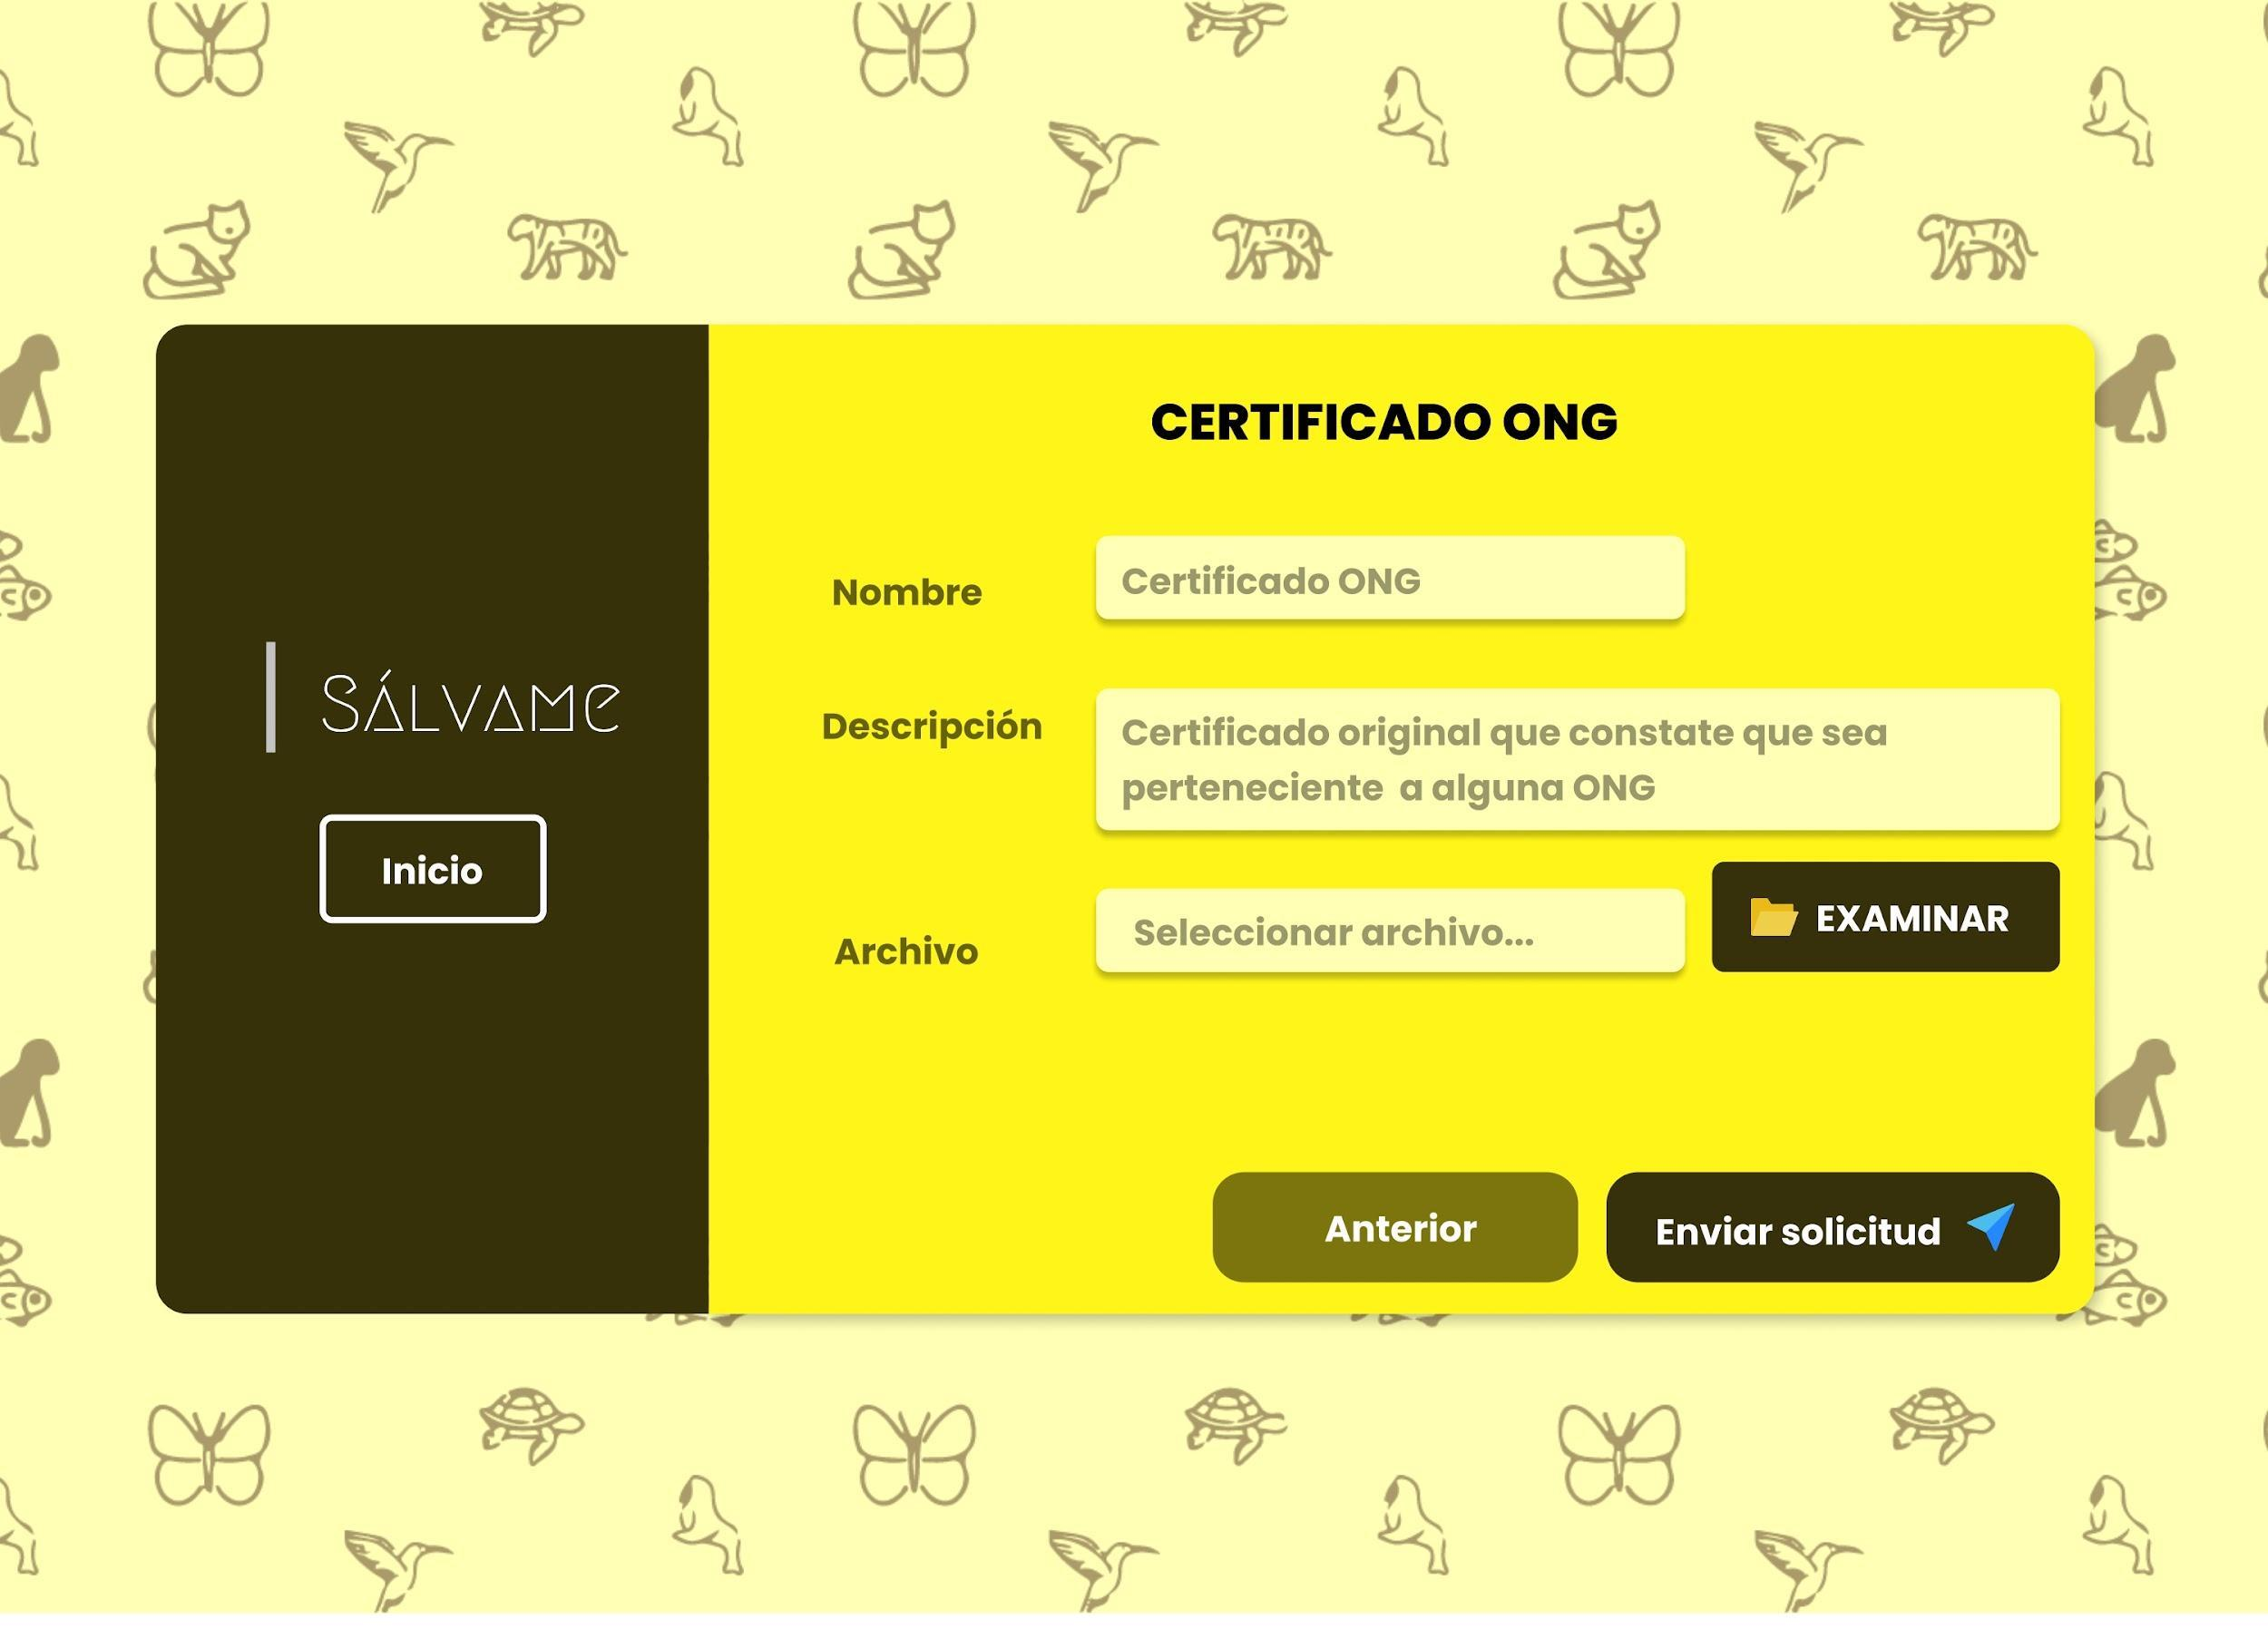 SÁLVAME
Inicio
CERTIFICADO ONG
Nombre
Certificado ONG
Descripción
Certificado original que constate que sea
perteneciente a alguna ONG
Archivo
Seleccionar archivo...
EXAMINAR
Anterior
Enviar solicitud